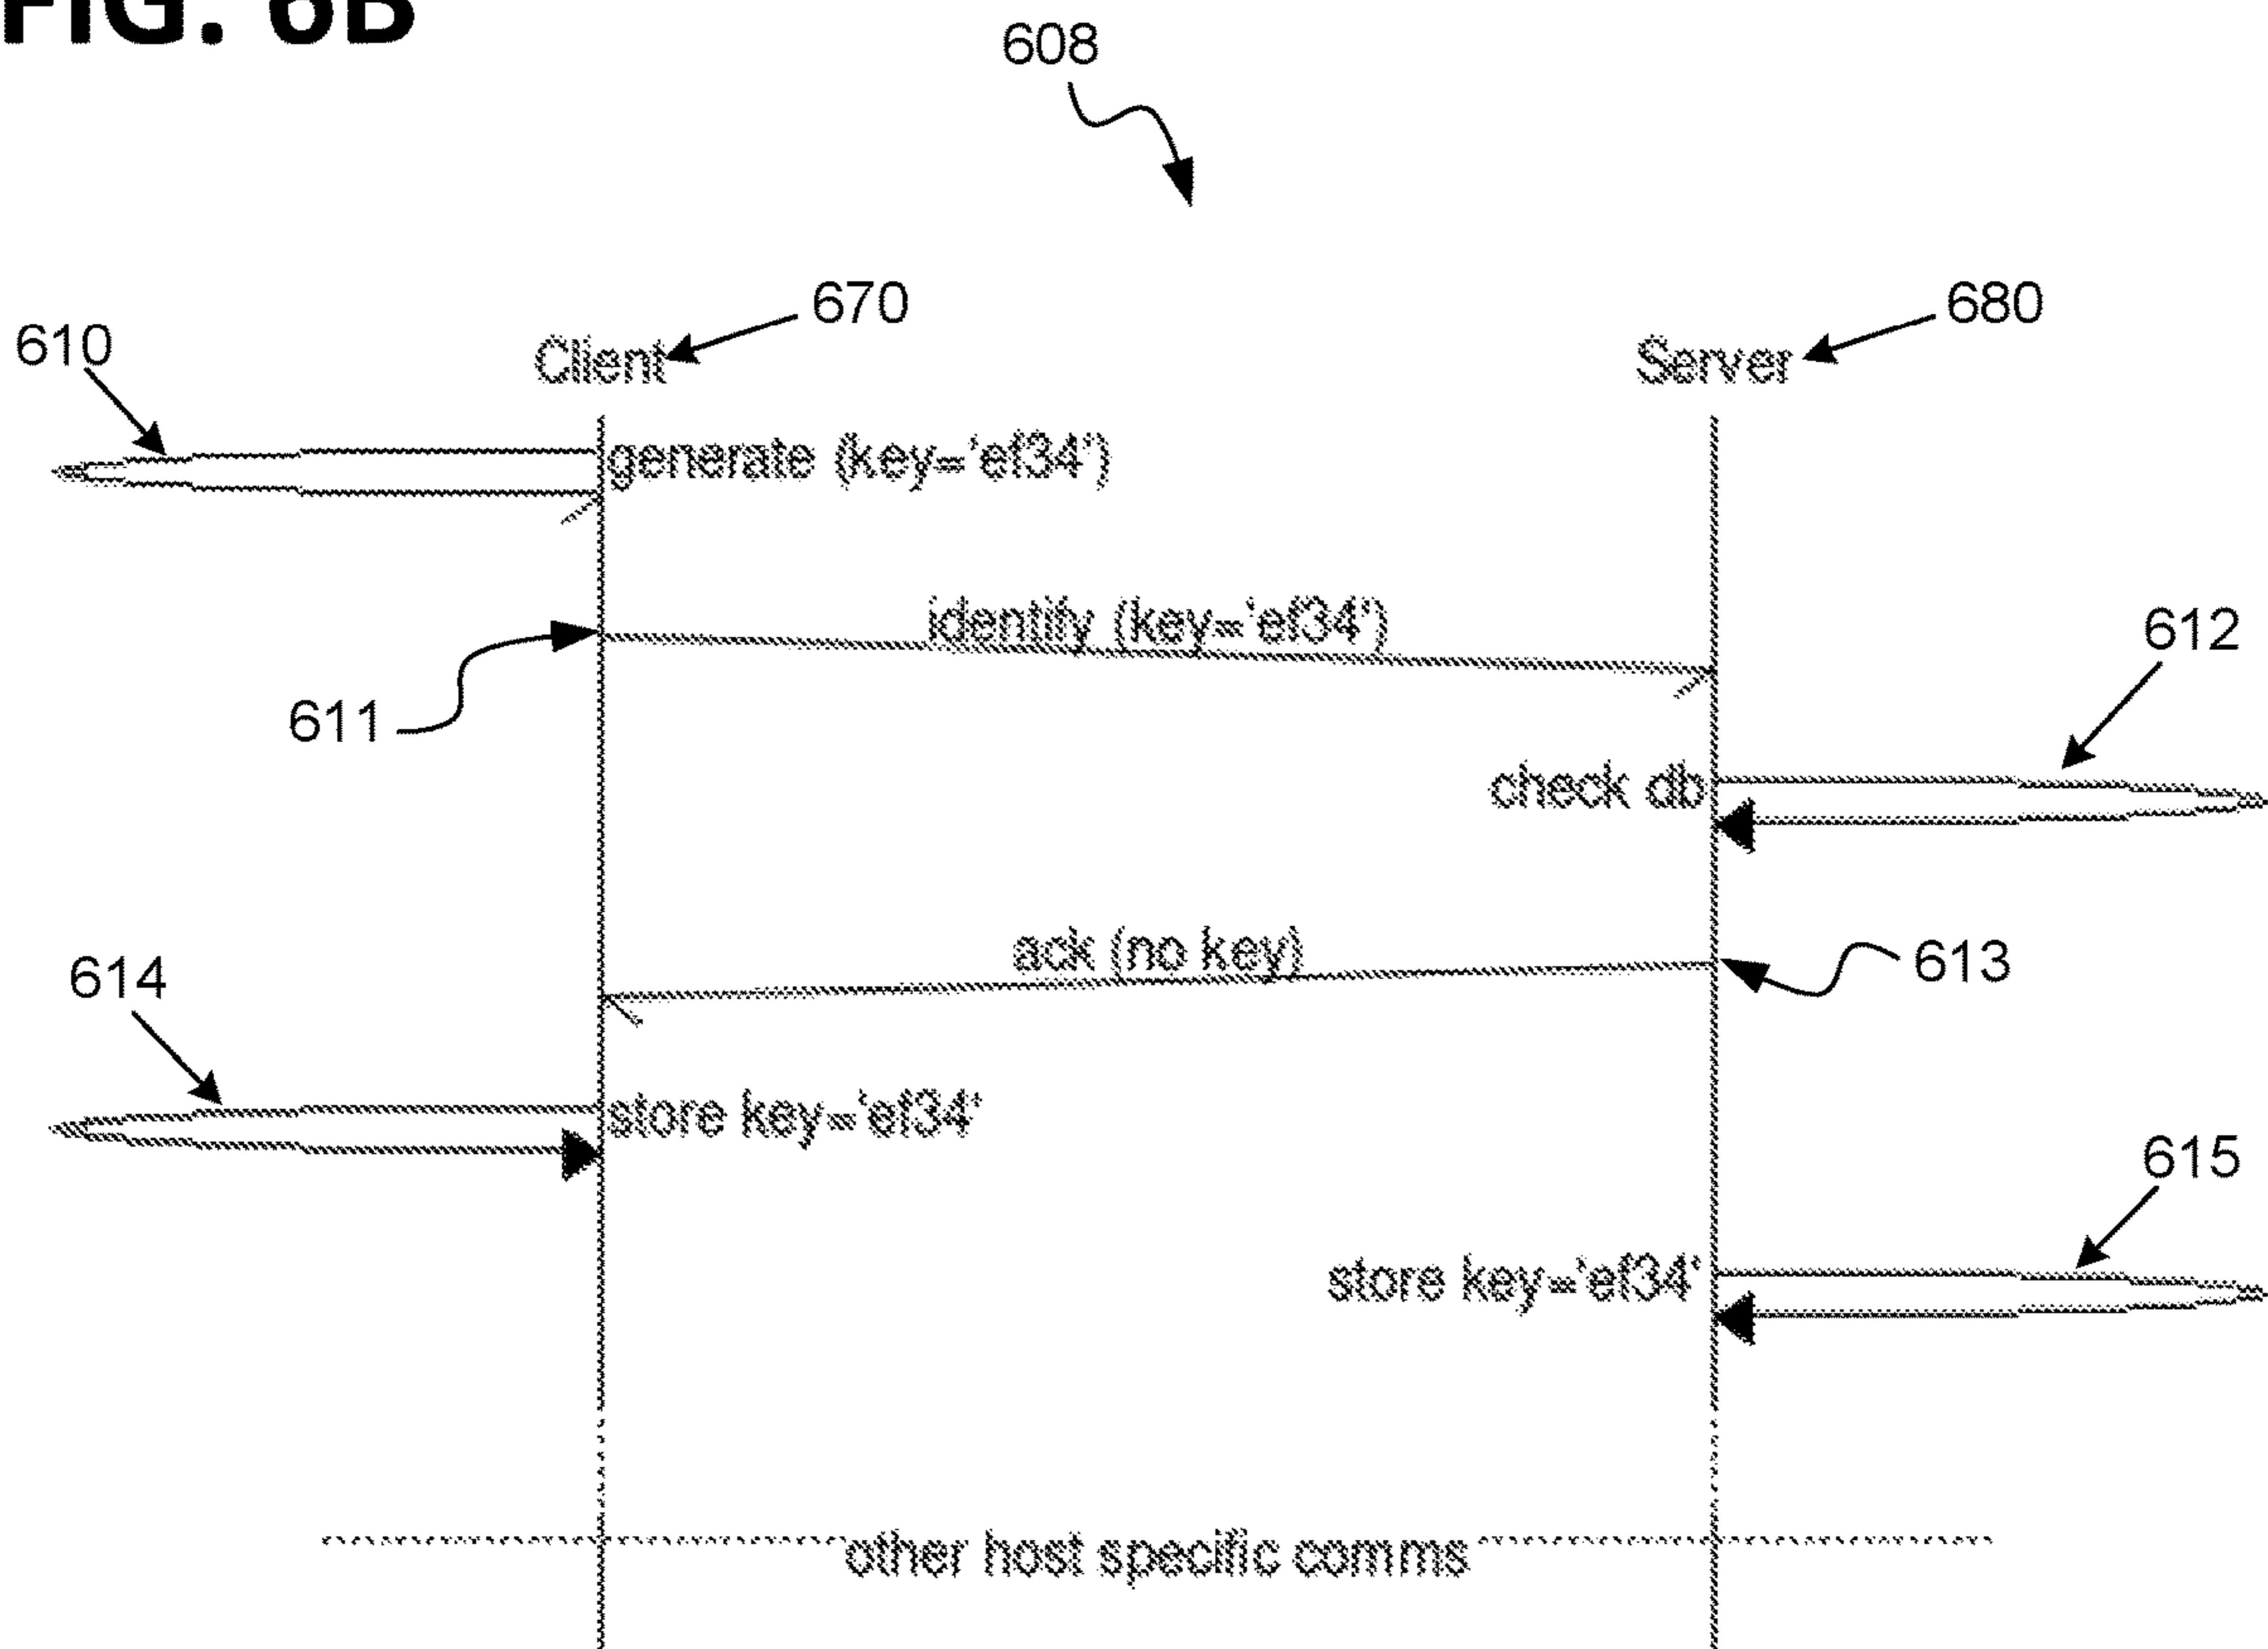 FIG. 6B
608
670
680
610
Client
Server
generate (key='ef34')
identify (key='ef34')
612
611
check db
ack (no key)
613
614
store key='ef34'
615
store key='ef34'
other host specific comms